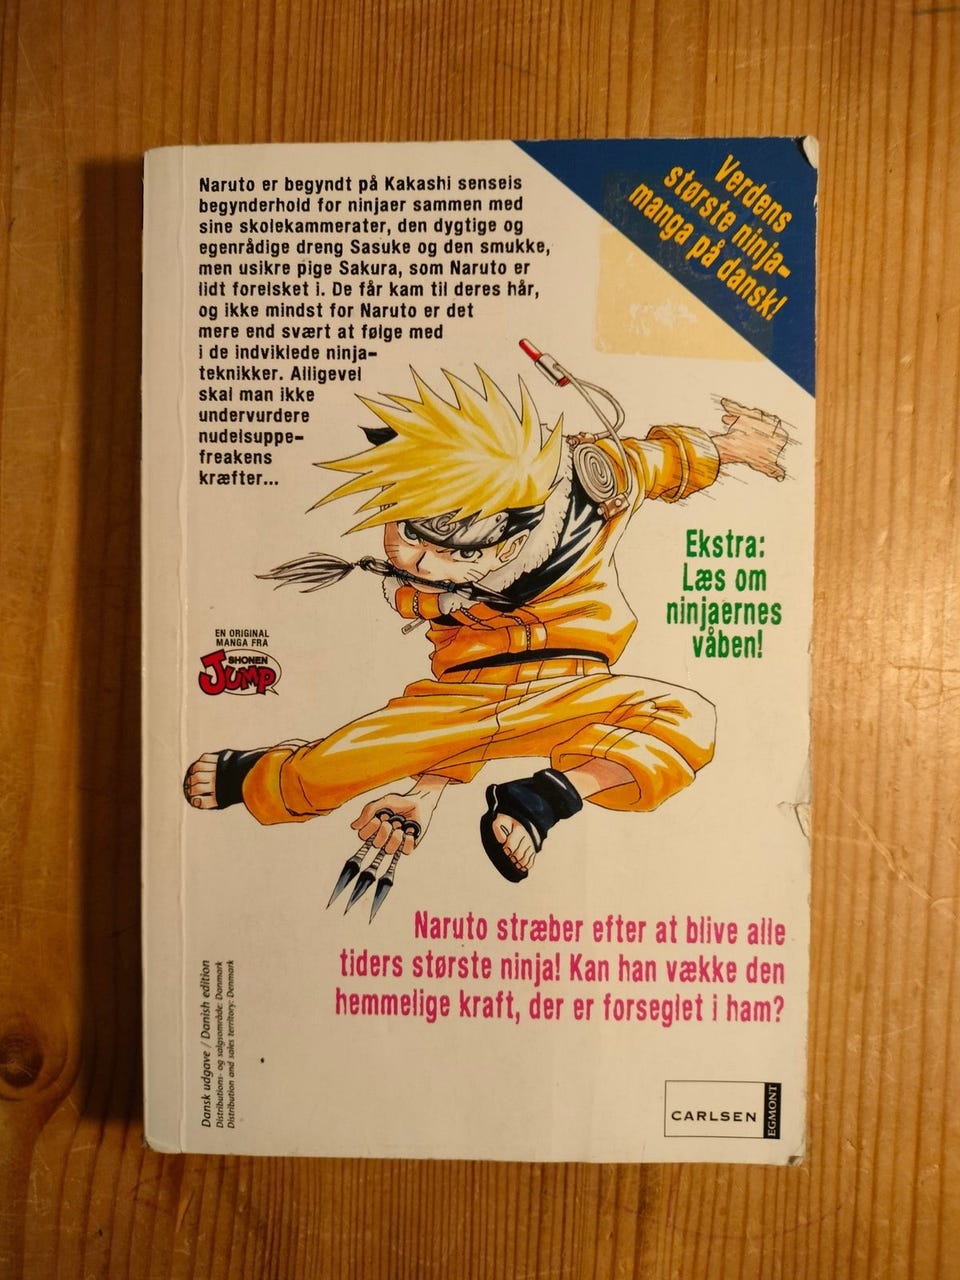 Verdens
største ninja-
manga på dansk!
Naruto er begyndt på Kakashi senseis
begynderhold for ninjaer sammen med
sine skolekammerater, den dygtige og
egenrådige dreng Sasuke og den smukke,
men usikre pige Sakura, som Naruto er
lidt forelsket i. De får kam til deres hår,
og ikke mindst for Naruto er det
mere end svært at følge med
i de indviklede ninja-
teknikker. Alligevel
skal man ikke
undervurdere
nudelsuppe-
freakens
kræfter...
Ekstra:
Læs om
ninjaernes
våben!
EN ORIGINAL
MANGA FRA
SHONEN
JUMP
Naruto stræber efter at blive alle
tiders største ninja! Kan han vække den
hemmelige kraft, der er forseglet i ham?
Dansk udgave / Danish edition
Distributions- og salgsområde: Danmark
Distribution and sales territory: Denmark
CARLSEN
EGMONT